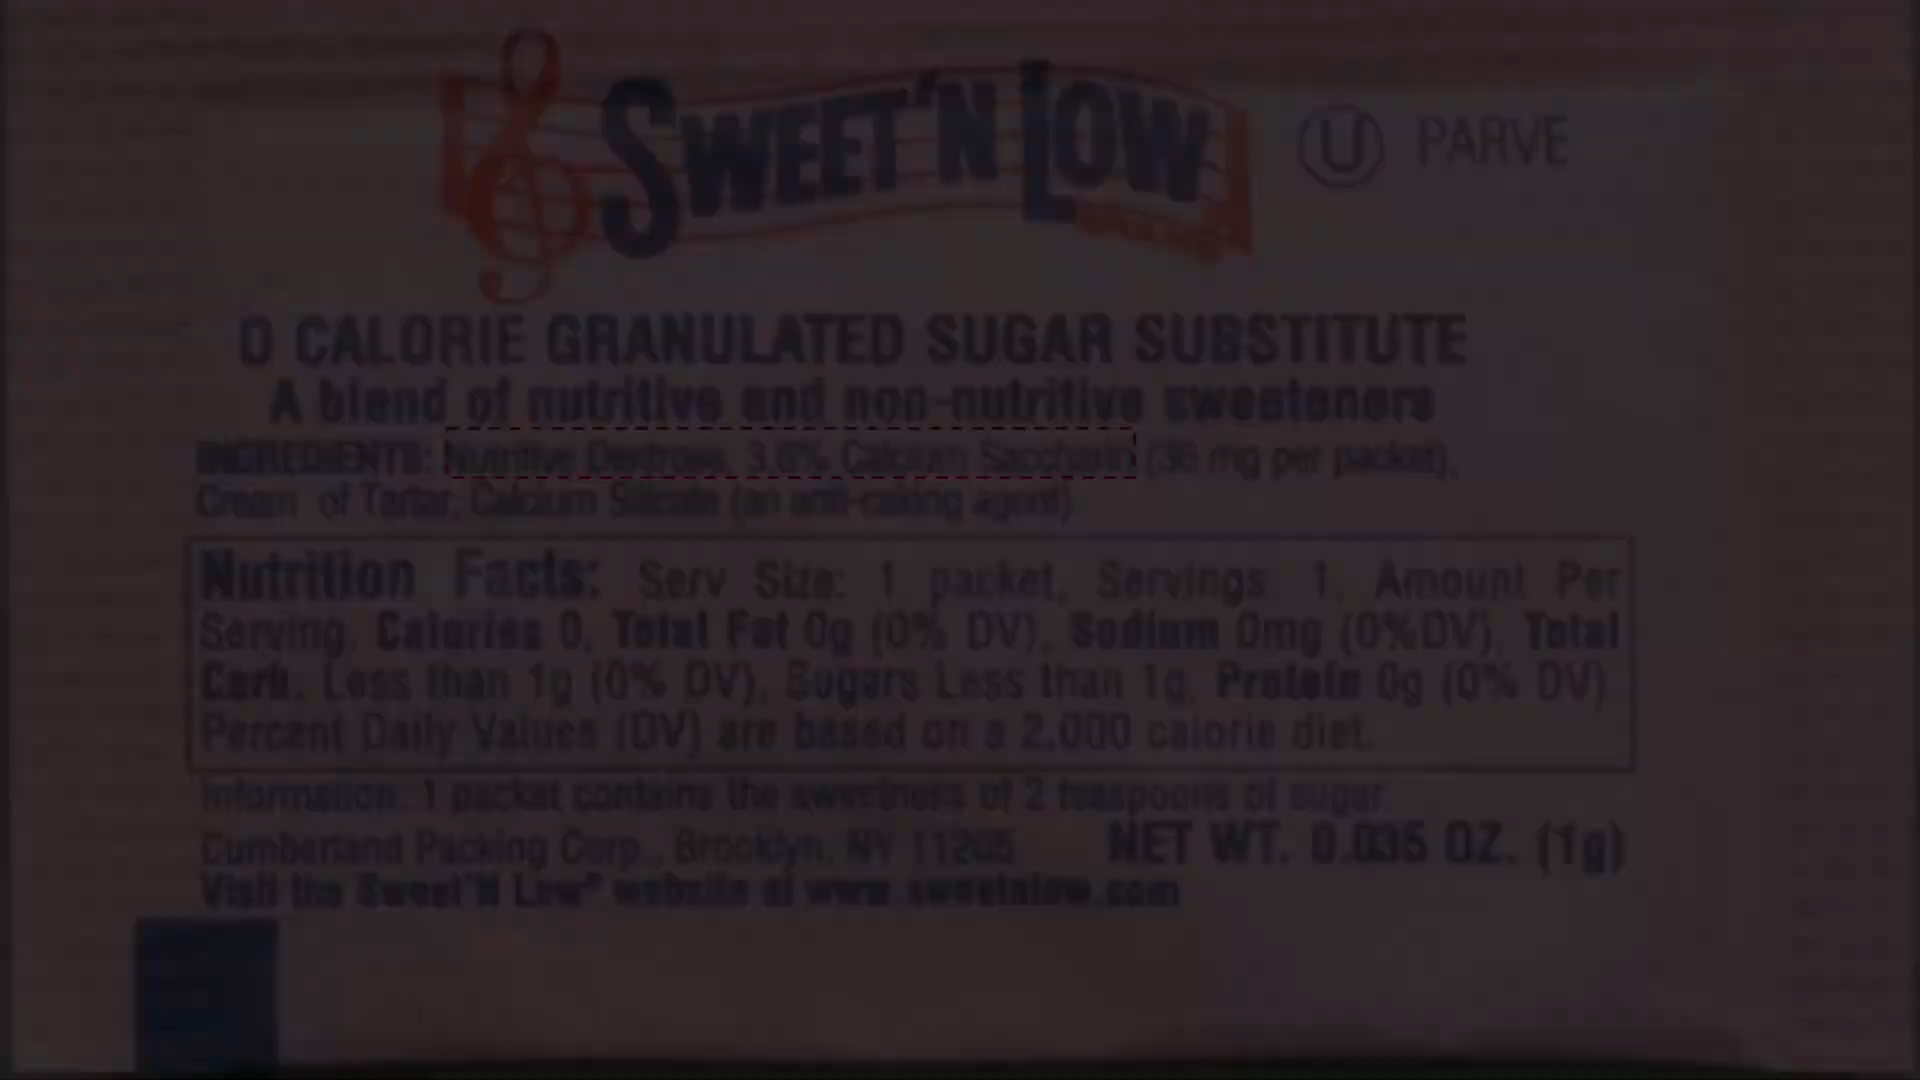 SWEET'N LOW
U PARVE
0 CALORIE GRANULATED SUGAR SUBSTITUTE
A blend of nutritive and non-nutritive sweeteners
INGREDIENTS: Nutritive Dextrose, 3.6% Calcium Saccharin (36 mg per packet),
Cream of Tartar, Calcium Silicate (an anti-caking agent).
Nutrition Facts: Serv Size: 1 packet, Servings: 1, Amount Per
Serving. Calories 0, Total Fat 0g (0% DV), Sodium 0mg (0%DV), Total
Carb. Less than 1g (0% DV), Sugars Less than 1g, Protein 0g (0% DV)
Percent Daily Values (DV) are based on a 2,000 calorie diet.
Information: 1 packet contains the sweetness of 2 teaspoons of sugar.
Cumberland Packing Corp., Brooklyn, NY 11205 NET WT. 0.035 OZ. (1g)
Visit the Sweet'N Low® website at www.sweetnlow.com